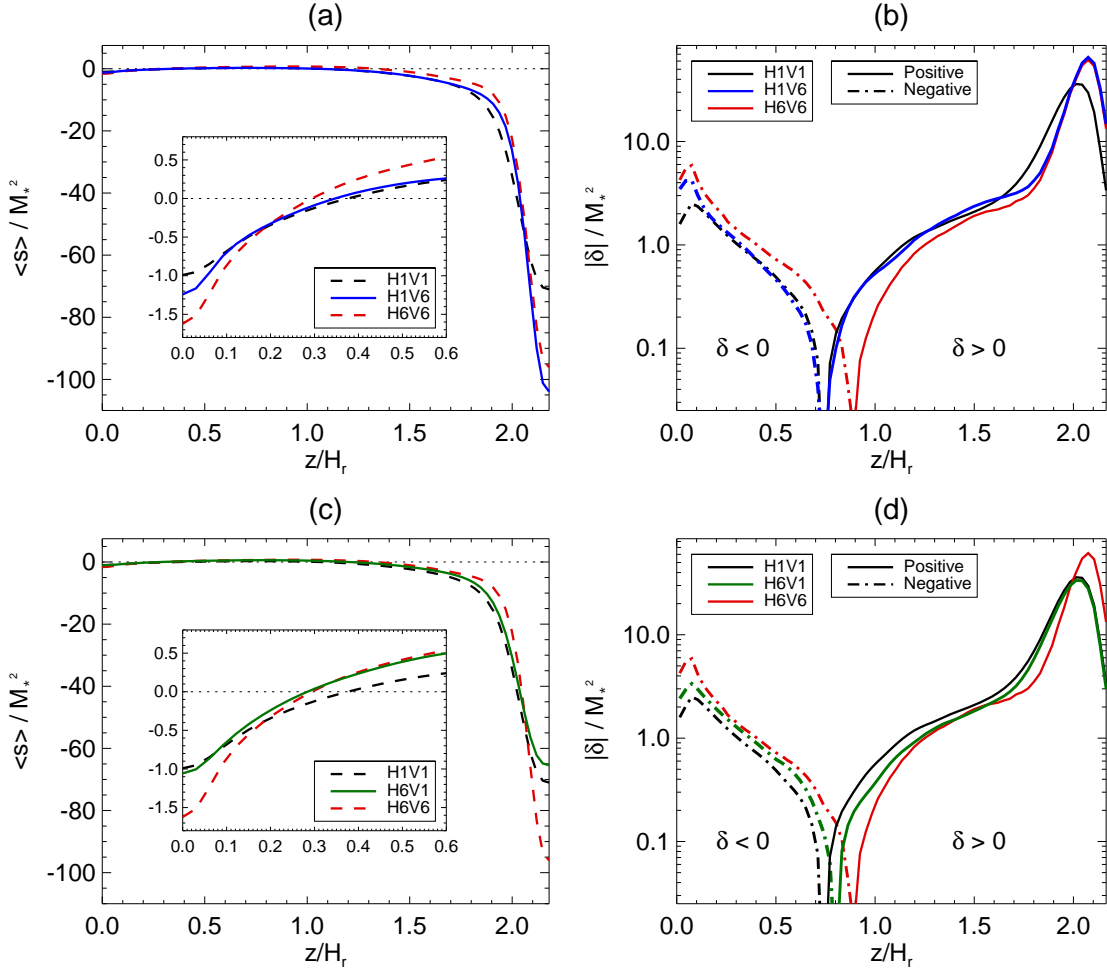 (a)
<s> / M*²
0
-20
-40
-60
-80
-100
0.5
0.0
-0.5
-1.0
-1.5
0.0 0.1 0.2 0.3 0.4 0.5 0.6
H1V1
H1V6
H6V6
0.0 0.5 1.0 1.5 2.0
z/Hr
(b)
|δ| / M*²
10.0
1.0
0.1
H1V1
H1V6
H6V6
Positive
Negative
δ < 0
δ > 0
0.0 0.5 1.0 1.5 2.0
z/Hr
(c)
<s> / M*²
0
-20
-40
-60
-80
-100
0.5
0.0
-0.5
-1.0
-1.5
0.0 0.1 0.2 0.3 0.4 0.5 0.6
H1V1
H6V1
H6V6
0.0 0.5 1.0 1.5 2.0
z/Hr
(d)
|δ| / M*²
10.0
1.0
0.1
H1V1
H6V1
H6V6
Positive
Negative
δ < 0
δ > 0
0.0 0.5 1.0 1.5 2.0
z/Hr